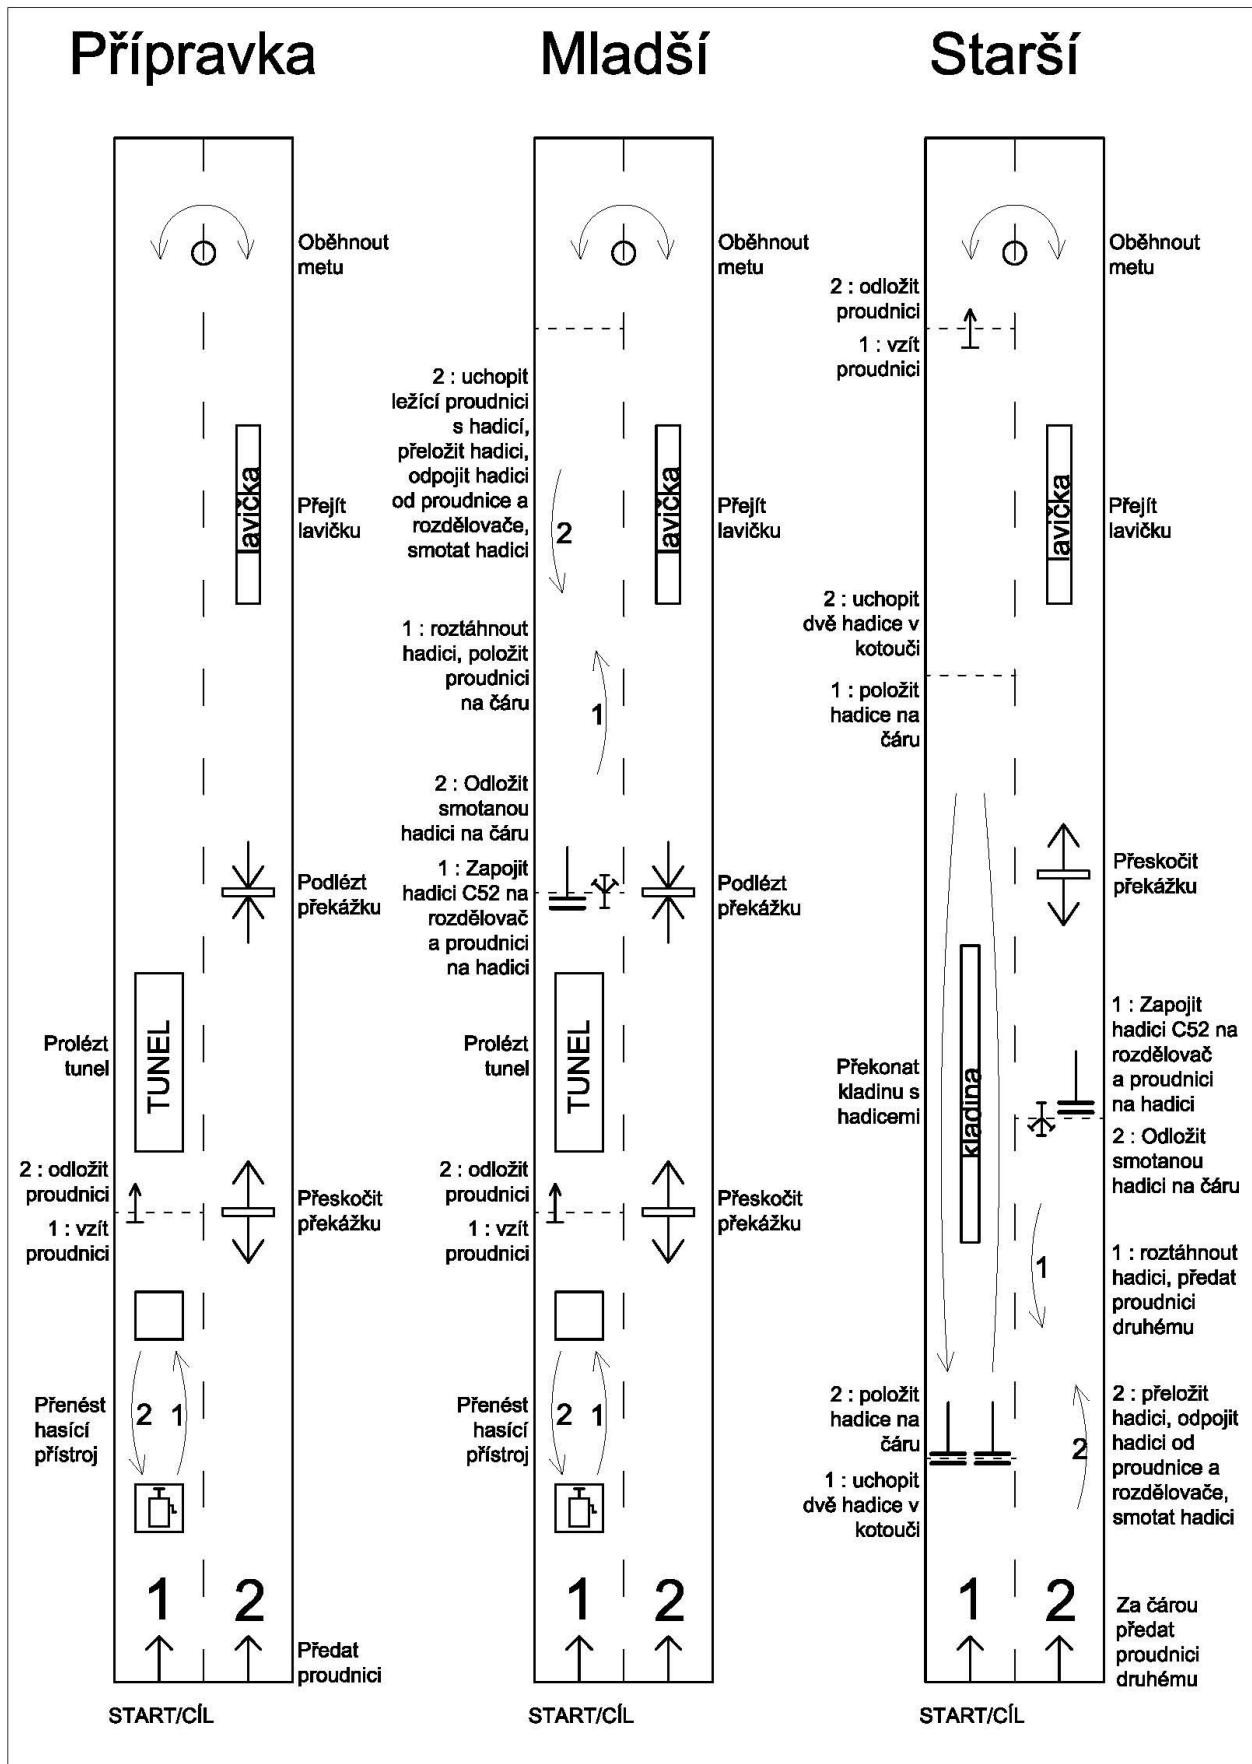 Přípravka
Oběhnout
metu
lavička
Přejít
lavičku
Podlézt
překážku
Prolézt
tunel
TUNEL
2 : odložit
proudnici
1 : vzít
proudnici
Přeskočit
překážku
Přenést
hasící
přístroj
2 1
1 2
Předat
proudnici
START/CÍL
Mladší
Oběhnout
metu
2 : uchopit
ležící proudnici
s hadicí,
přeložit hadici,
odpojit hadici
od proudnice a
rozdělovače,
smotat hadici
2
lavička
Přejít
lavičku
1 : roztáhnout
hadici, položit
proudnici
na čáru
1
2 : Odložit
smotanou
hadici na čáru
1 : Zapojit
hadici C52 na
rozdělovač
a proudnici
na hadici
Podlézt
překážku
Prolézt
tunel
TUNEL
2 : odložit
proudnici
1 : vzít
proudnici
Přeskočit
překážku
Přenést
hasící
přístroj
2 1
1 2
START/CÍL
Starší
Oběhnout
metu
2 : odložit
proudnici
1 : vzít
proudnici
lavička
Přejít
lavičku
2 : uchopit
dvě hadice v
kotouči
1 : položit
hadice na
čáru
Přeskočit
překážku
Překonat
kladinu s
hadicemi
kladina
1 : Zapojit
hadici C52 na
rozdělovač
a proudnici
na hadici
2 : Odložit
smotanou
hadici na čáru
1
1 : roztáhnout
hadici, předat
proudnici
druhému
2 : položit
hadice na
čáru
1 : uchopit
dvě hadice v
kotouči
2
2 : přeložit
hadici, odpojit
hadici od
proudnice a
rozdělovače,
smotat hadici
1 2
Za čárou
předat
proudnici
druhému
START/CÍL